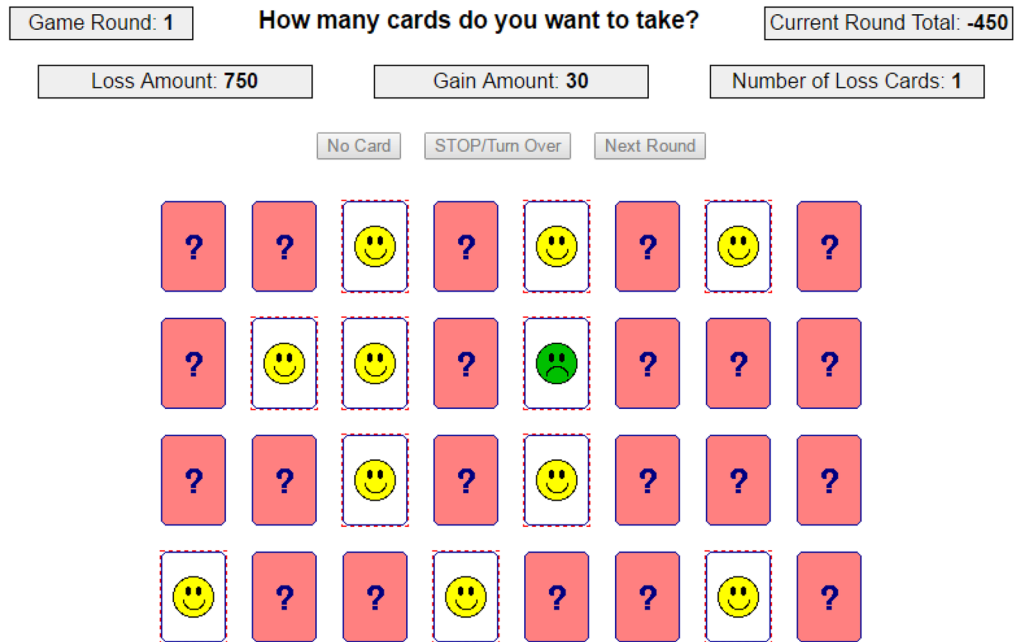 Game Round: 1
How many cards do you want to take?
Current Round Total: -450
Loss Amount: 750
Gain Amount: 30
Number of Loss Cards: 1
No Card
STOP/Turn Over
Next Round
? ? ? ? ?
? ? ? ? ?
? ? ? ? ? ?
? ? ? ? ?